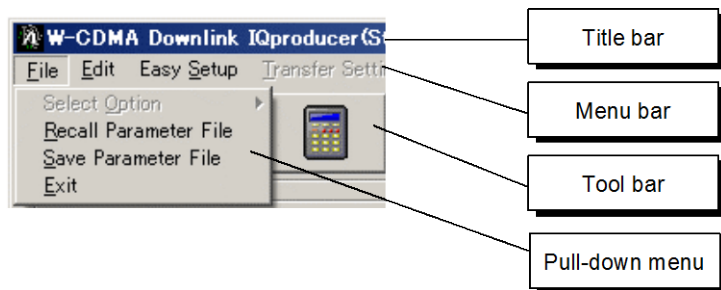 W-CDMA Downlink IQproducer(S
Title bar
File Edit Easy Setup Transfer Setti
Menu bar
Select Option
Recall Parameter File
Save Parameter File
Exit
Tool bar
Pull-down menu